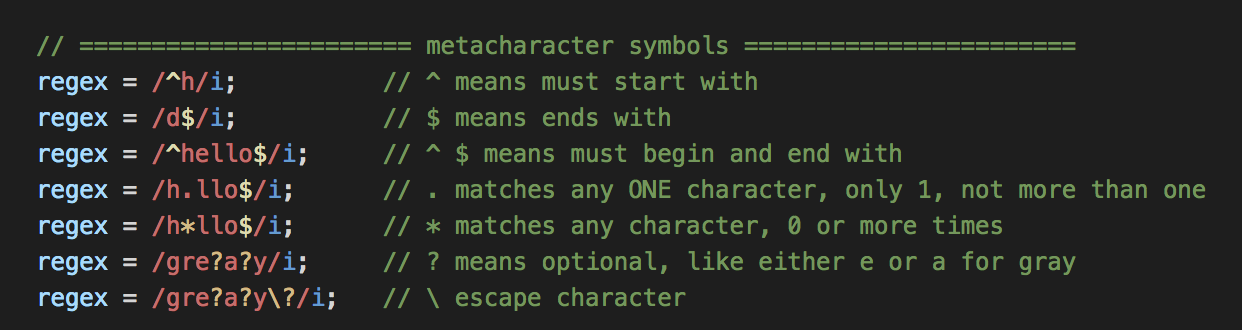 // ======================= metacharacter symbols =======================
regex = /^h/i; // ^ means must start with
regex = /d$/i; // $ means ends with
regex = /^hello$/i; // ^ $ means must begin and end with
regex = /h.llo$/i; // . matches any ONE character, only 1, not more than one
regex = /h*llo$/i; // * matches any character, 0 or more times
regex = /gre?a?y/i; // ? means optional, like either e or a for gray
regex = /gre?a?y\?/i; // \ escape character